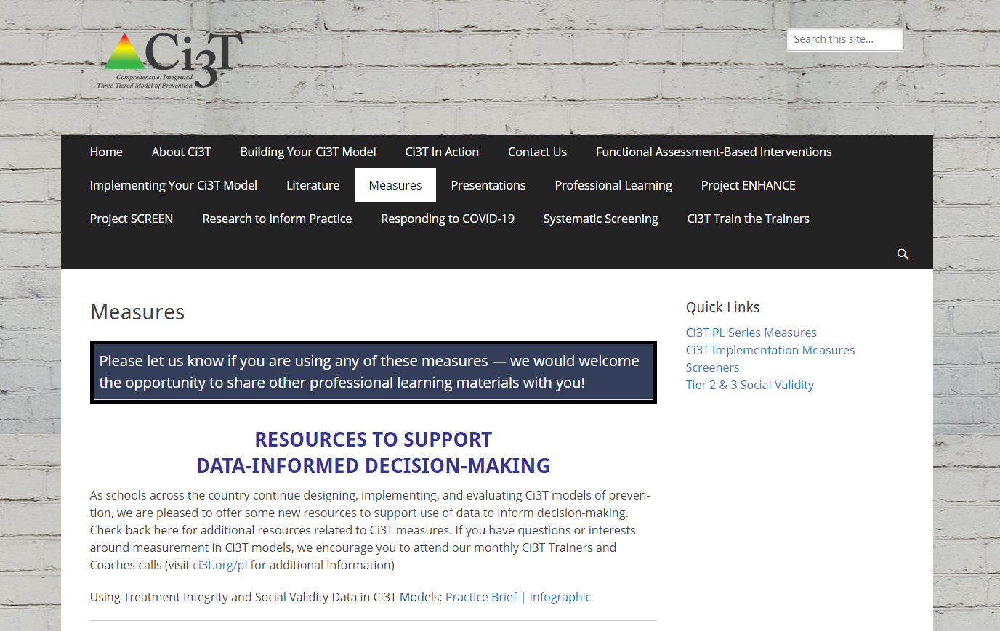 Ci3T
Comprehensive, Integrated
Three-Tiered Model of Prevention
Search this site...
Home About Ci3T Building Your Ci3T Model Ci3T In Action Contact Us Functional Assessment-Based Interventions
Implementing Your Ci3T Model Literature Measures Presentations Professional Learning Project ENHANCE
Project SCREEN Research to Inform Practice Responding to COVID-19 Systematic Screening Ci3T Train the Trainers
Measures
Please let us know if you are using any of these measures — we would welcome
the opportunity to share other professional learning materials with you!
RESOURCES TO SUPPORT
DATA-INFORMED DECISION-MAKING
As schools across the country continue designing, implementing, and evaluating Ci3T models of preven-
tion, we are pleased to offer some new resources to support use of data to inform decision-making.
Check back here for additional resources related to Ci3T measures. If you have questions or interests
around measurement in Ci3T models, we encourage you to attend our monthly Ci3T Trainers and
Coaches calls (visit ci3t.org/pl for additional information)
Using Treatment Integrity and Social Validity Data in Ci3T Models: Practice Brief | Infographic
Quick Links
Ci3T PL Series Measures
Ci3T Implementation Measures
Screeners
Tier 2 & 3 Social Validity